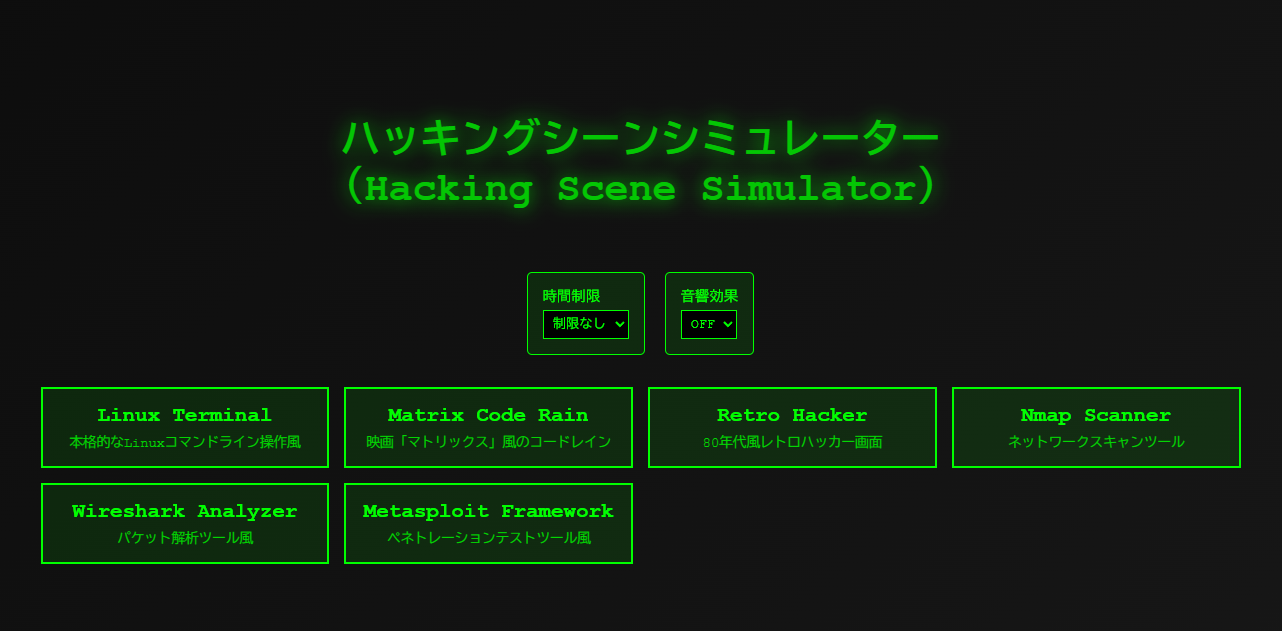 ハッキングシーンシミュレーター
(Hacking Scene Simulator)
時間制限
制限なし
音響効果
OFF
Linux Terminal
本格的なLinuxコマンドライン操作風
Matrix Code Rain
映画「マトリックス」風のコードレイン
Retro Hacker
80年代風レトロハッカー画面
Nmap Scanner
ネットワークスキャンツール
Wireshark Analyzer
パケット解析ツール風
Metasploit Framework
ペネトレーションテストツール風